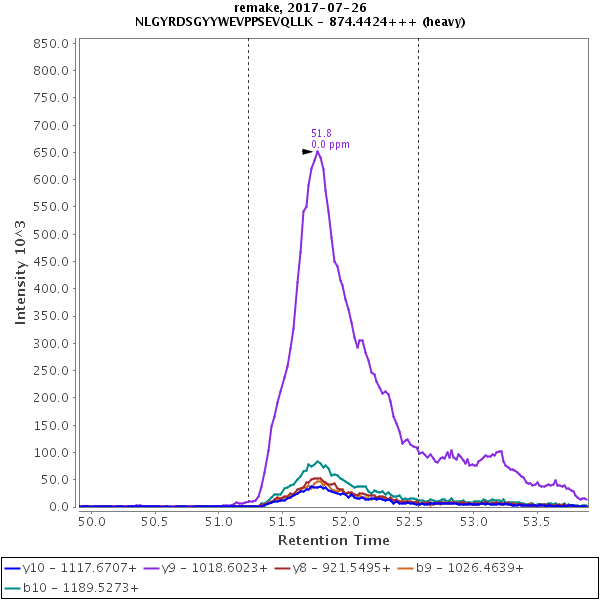 remake, 2017-07-26
NLGYRDSGYYWEVPPSEVQLLK - 874.4424+++ (heavy)
850.0
800.0
750.0
700.0
650.0
600.0
550.0
500.0
450.0
400.0
350.0
300.0
250.0
200.0
150.0
100.0
50.0
0.0
Intensity 10^3
51.8
0.0 ppm
50.0 50.5 51.0 51.5 52.0 52.5 53.0 53.5
Retention Time
y10 - 1117.6707+ y9 - 1018.6023+ y8 - 921.5495+ b9 - 1026.4639+
b10 - 1189.5273+